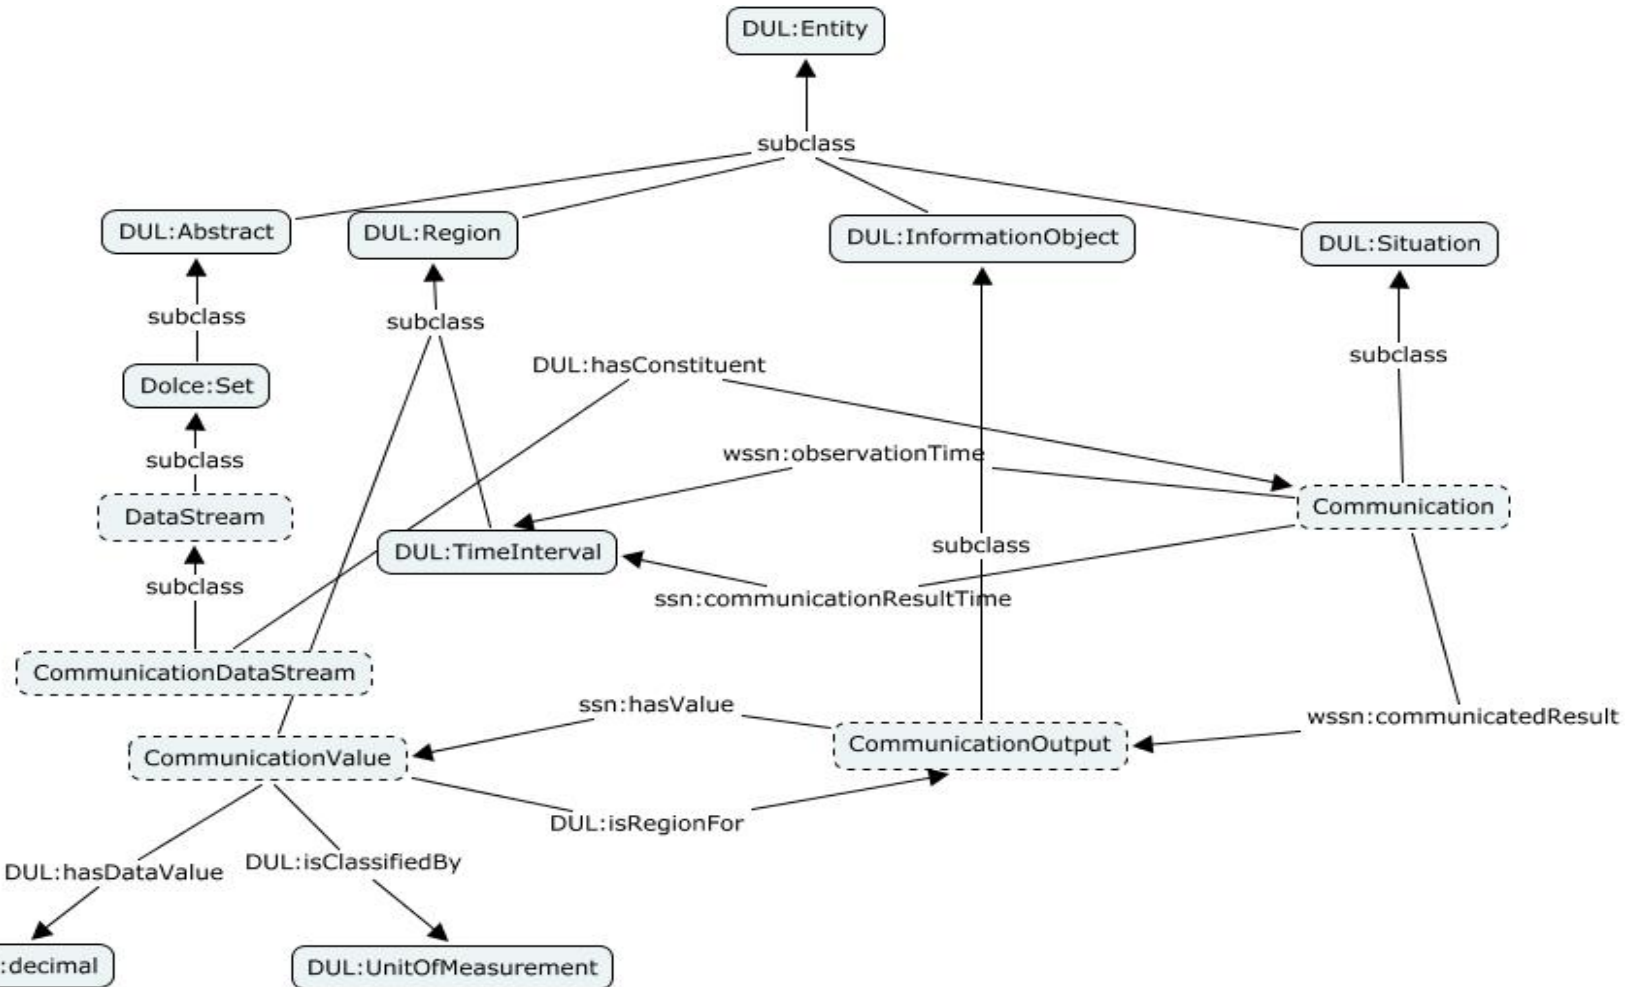 DUL:Entity
subclass
DUL:Abstract
DUL:Region
DUL:InformationObject
DUL:Situation
subclass
subclass
subclass
DUL:hasConstituent
Dolce:Set
subclass
wssn:observationTime
DataStream
Communication
DUL:TimeInterval
subclass
subclass
ssn:communicationResultTime
CommunicationDataStream
ssn:hasValue
wssn:communicatedResult
CommunicationValue
CommunicationOutput
DUL:isRegionFor
DUL:hasDataValue
DUL:isClassifiedBy
:decimal
DUL:UnitOfMeasurement